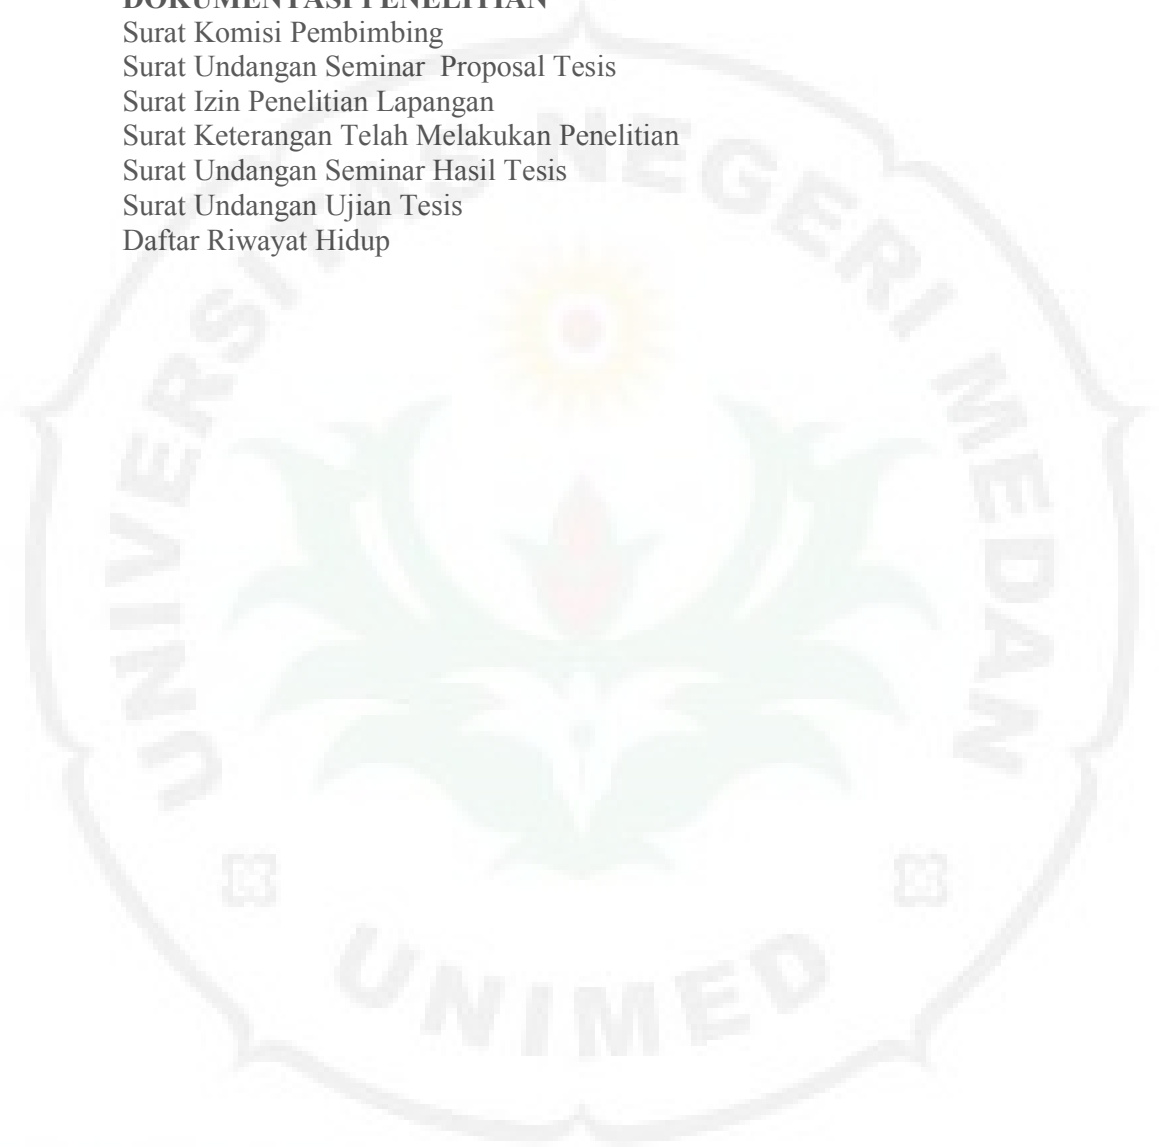 DOKUMENTASI PENELITIAN
Surat Komisi Pembimbing
Surat Undangan Seminar Proposal Tesis
Surat Izin Penelitian Lapangan
Surat Keterangan Telah Melakukan Penelitian
Surat Undangan Seminar Hasil Tesis
Surat Undangan Ujian Tesis
Daftar Riwayat Hidup
UNIVERSITAS NEGERI MEDAN
UNIMED